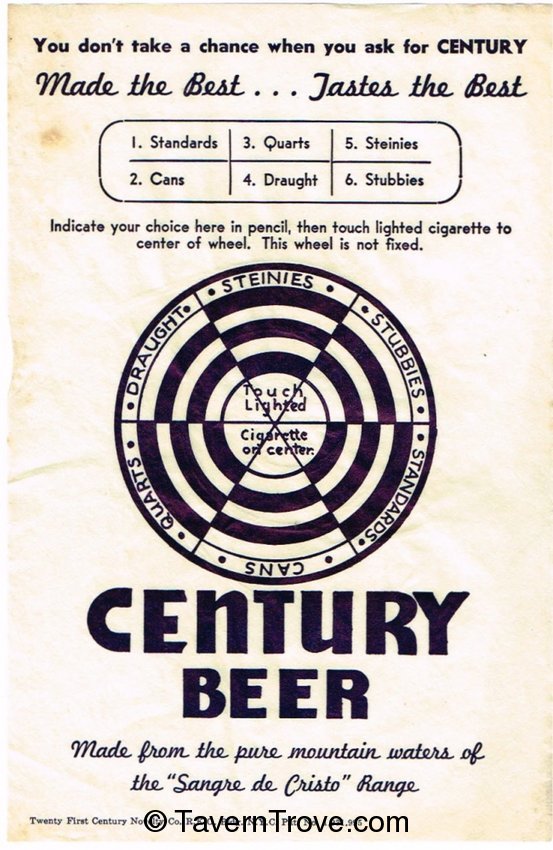 You don't take a chance when you ask for CENTURY
Made the Best . . . Tastes the Best
1. Standards 3. Quarts 5. Steinies
2. Cans 4. Draught 6. Stubbies
Indicate your choice here in pencil, then touch lighted cigarette to
center of wheel. This wheel is not fixed.
STEINIES
STUBBIES
STANDARDS
CANS
QUARTS
DRAUGHT
Touch
Lighted
Cigarette
on center.
CENTURY
BEER
Made from the pure mountain waters of
the "Sangre de Cristo" Range
Twenty First Century Novelty Co.
© TavernTrove.com